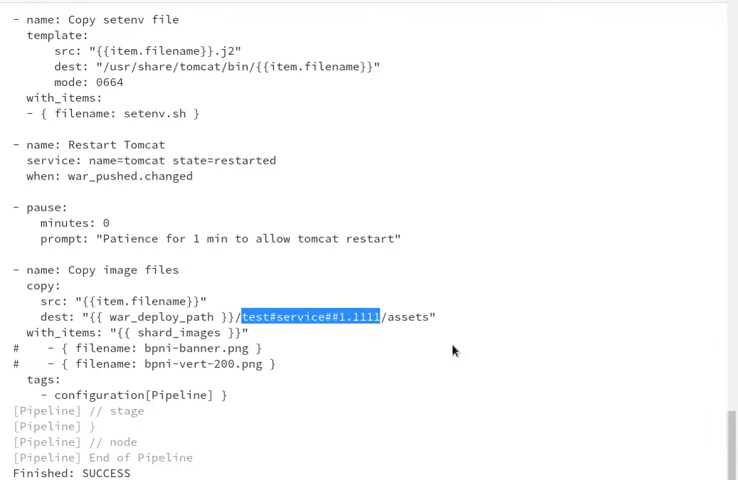 - name: Copy setenv file
  template:
      src: "{{item.filename}}.j2"
      dest: "/usr/share/tomcat/bin/{{item.filename}}"
      mode: 0664
  with_items:
  - { filename: setenv.sh }

- name: Restart Tomcat
  service: name=tomcat state=restarted
  when: war_pushed.changed

- pause:
    minutes: 0
    prompt: "Patience for 1 min to allow tomcat restart"

- name: Copy image files
  copy:
    src: "{{item.filename}}"
    dest: "{{ war_deploy_path }}/test#service##1.1111/assets"
  with_items: "{{ shard_images }}"
#    - { filename: bpni-banner.png }
#    - { filename: bpni-vert-200.png }
  tags:
    - configuration[Pipeline] }
[Pipeline] // stage
[Pipeline] }
[Pipeline] // node
[Pipeline] End of Pipeline
Finished: SUCCESS